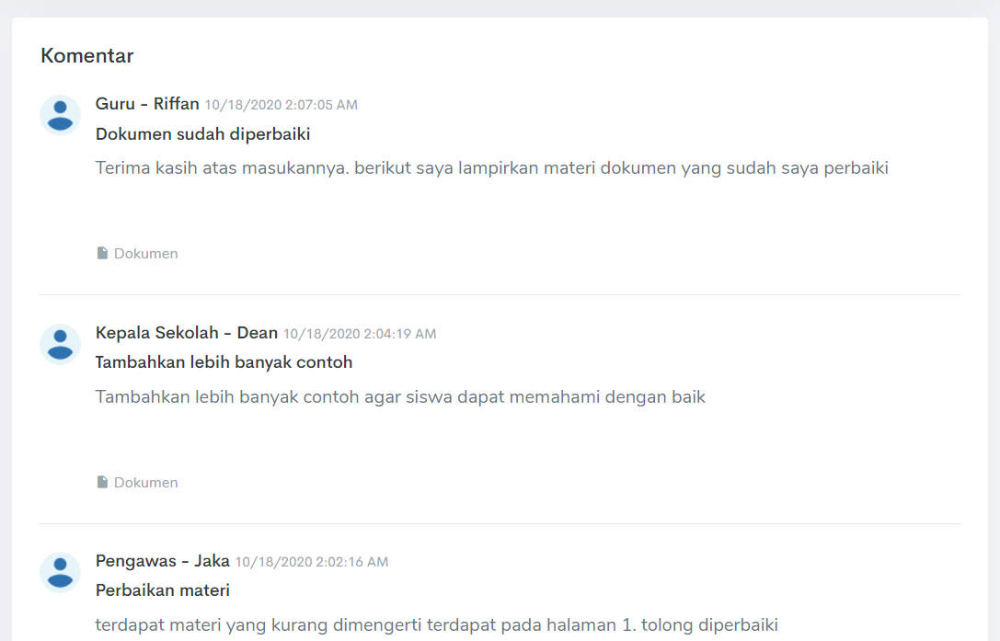 Komentar
Guru - Riffan 10/18/2020 2:07:05 AM
Dokumen sudah diperbaiki
Terima kasih atas masukannya. berikut saya lampirkan materi dokumen yang sudah saya perbaiki
Dokumen
Kepala Sekolah - Dean 10/18/2020 2:04:19 AM
Tambahkan lebih banyak contoh
Tambahkan lebih banyak contoh agar siswa dapat memahami dengan baik
Dokumen
Pengawas - Jaka 10/18/2020 2:02:16 AM
Perbaikan materi
terdapat materi yang kurang dimengerti terdapat pada halaman 1. tolong diperbaiki